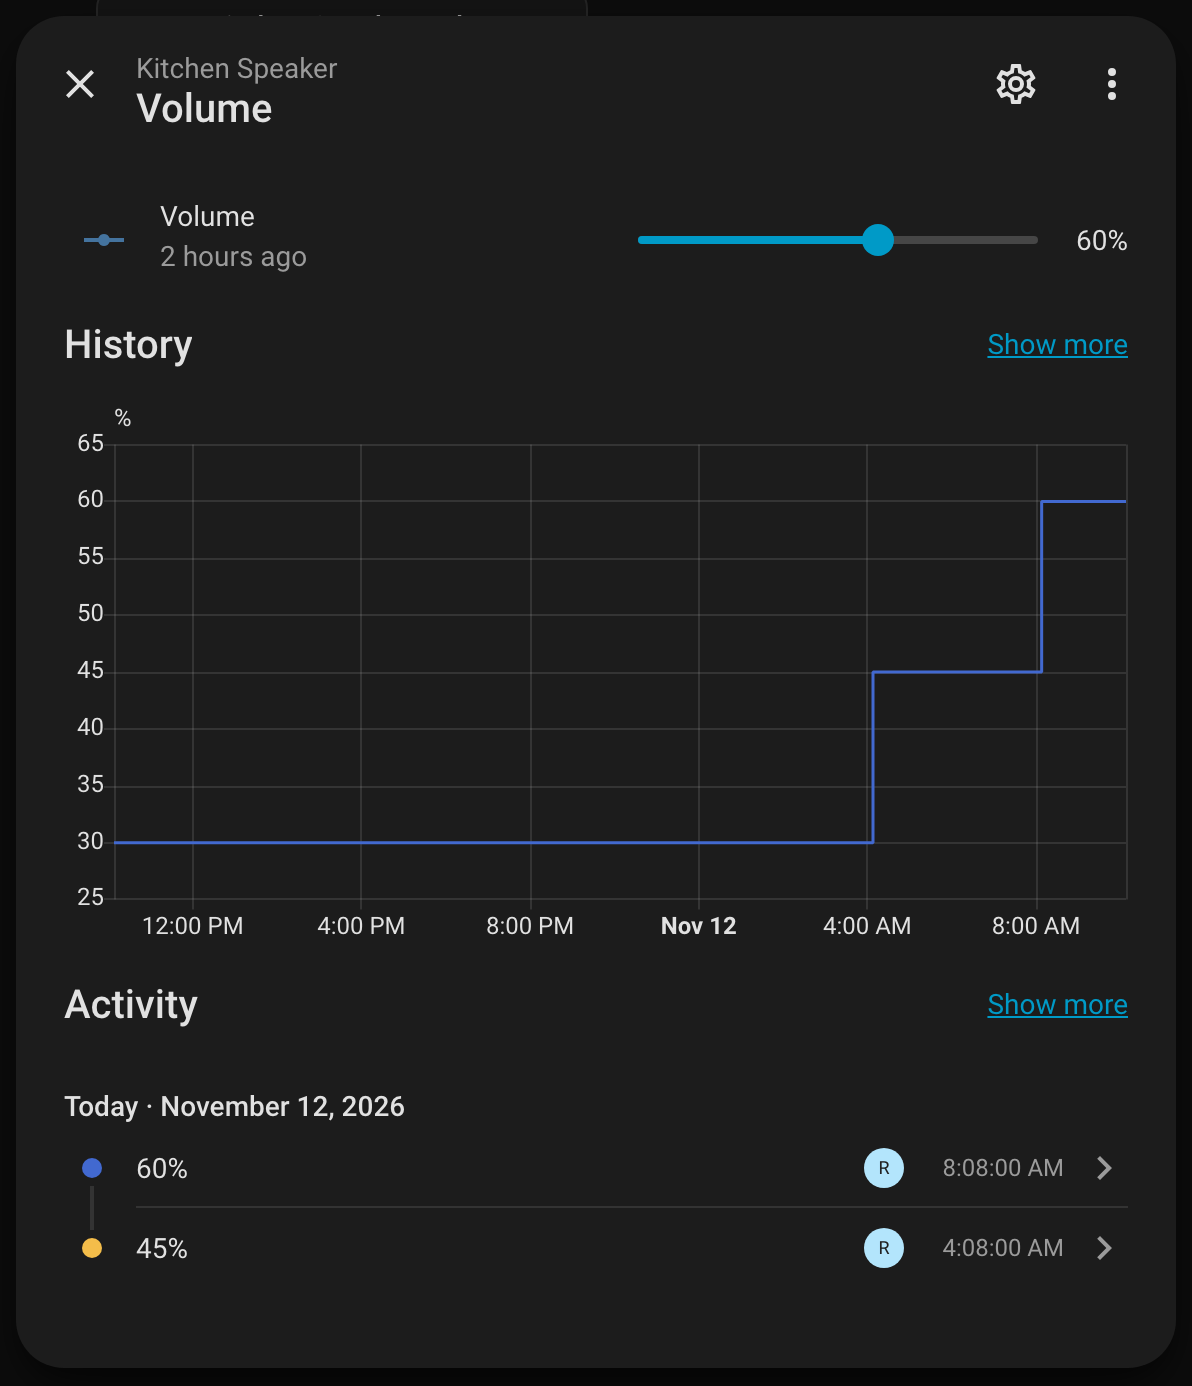 Kitchen Speaker
Volume
Volume
2 hours ago
60%
History
Show more
%
65
60
55
50
45
40
35
30
25
12:00 PM
4:00 PM
8:00 PM
Nov 12
4:00 AM
8:00 AM
Activity
Show more
Today · November 12, 2026
60%
R
8:08:00 AM
45%
R
4:08:00 AM